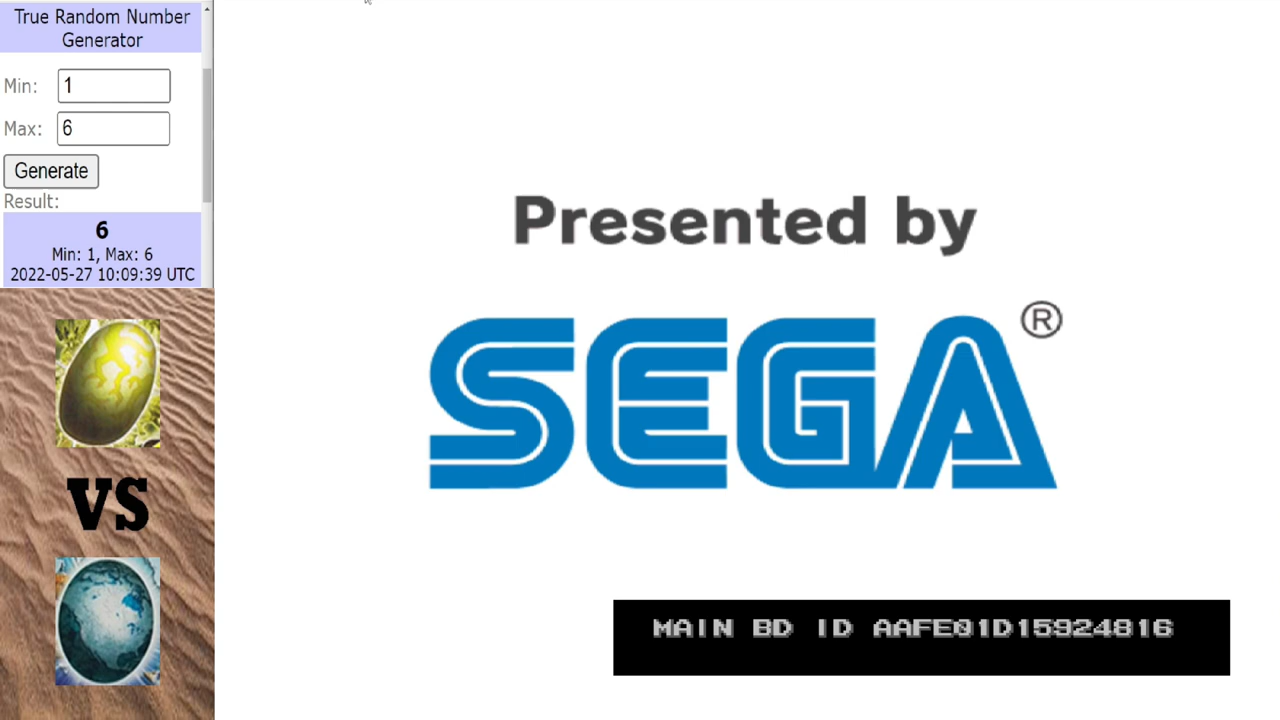 True Random Number
Generator
Min: 1
Max: 6
Generate
Result:
6
Min: 1, Max: 6
2022-05-27 10:09:39 UTC
VS
Presented by
SEGA®
MAIN BD ID AAFE01D15924816